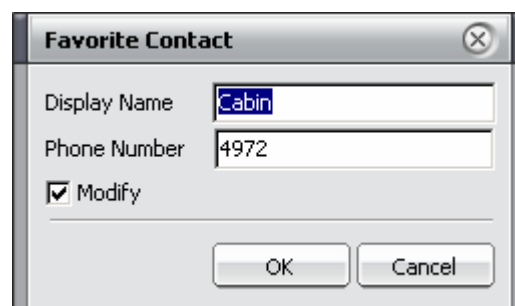 Favorite Contact
Display Name Cabin
Phone Number 4972
Modify
OK Cancel